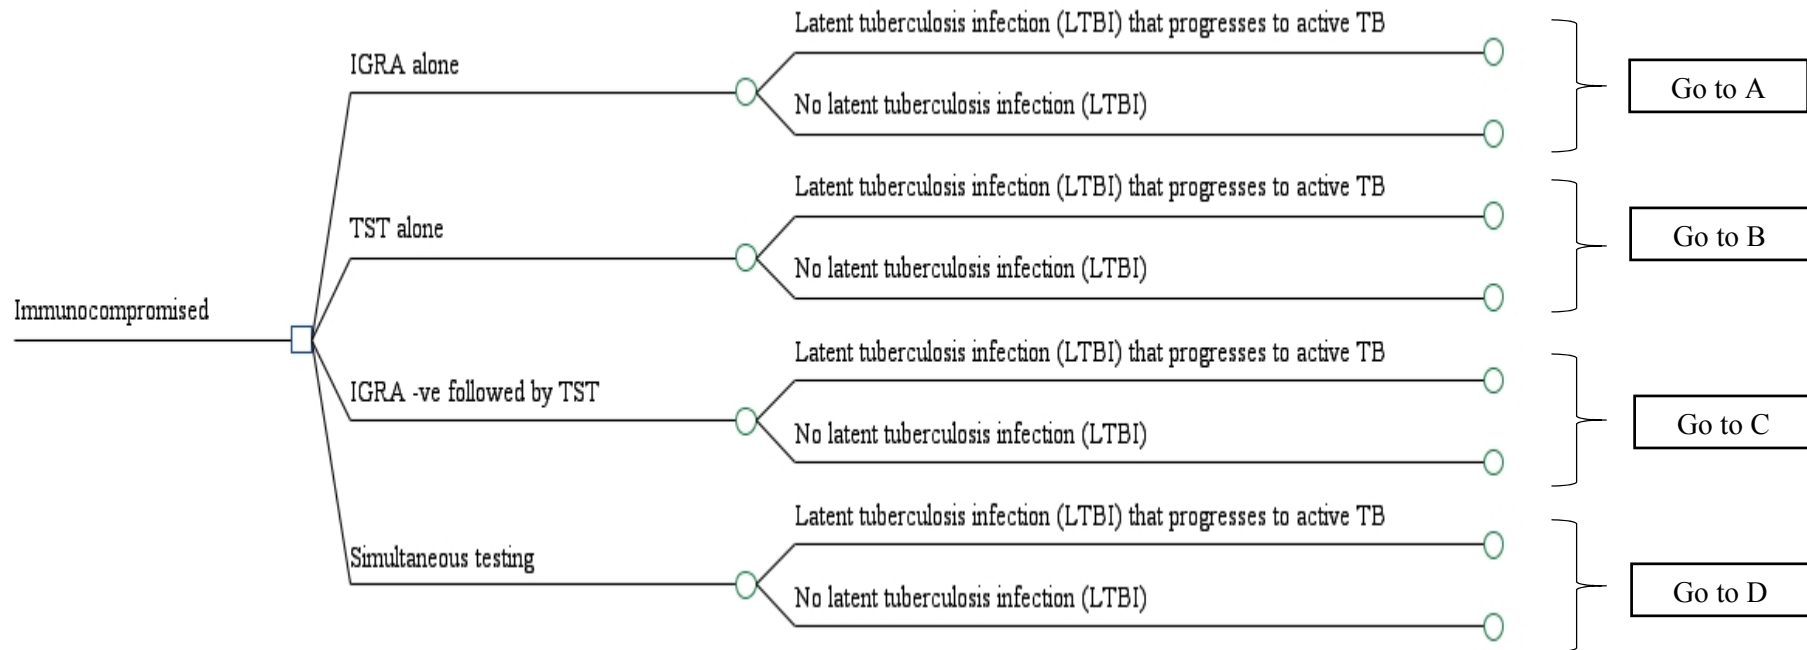 Latent tuberculosis infection (LTBI) that progresses to active TB
IGRA alone
Go to A
No latent tuberculosis infection (LTBI)
Latent tuberculosis infection (LTBI) that progresses to active TB
TST alone
Go to B
No latent tuberculosis infection (LTBI)
Immunocompromised
Latent tuberculosis infection (LTBI) that progresses to active TB
IGRA -ve followed by TST
Go to C
No latent tuberculosis infection (LTBI)
Latent tuberculosis infection (LTBI) that progresses to active TB
Simultaneous testing
Go to D
No latent tuberculosis infection (LTBI)